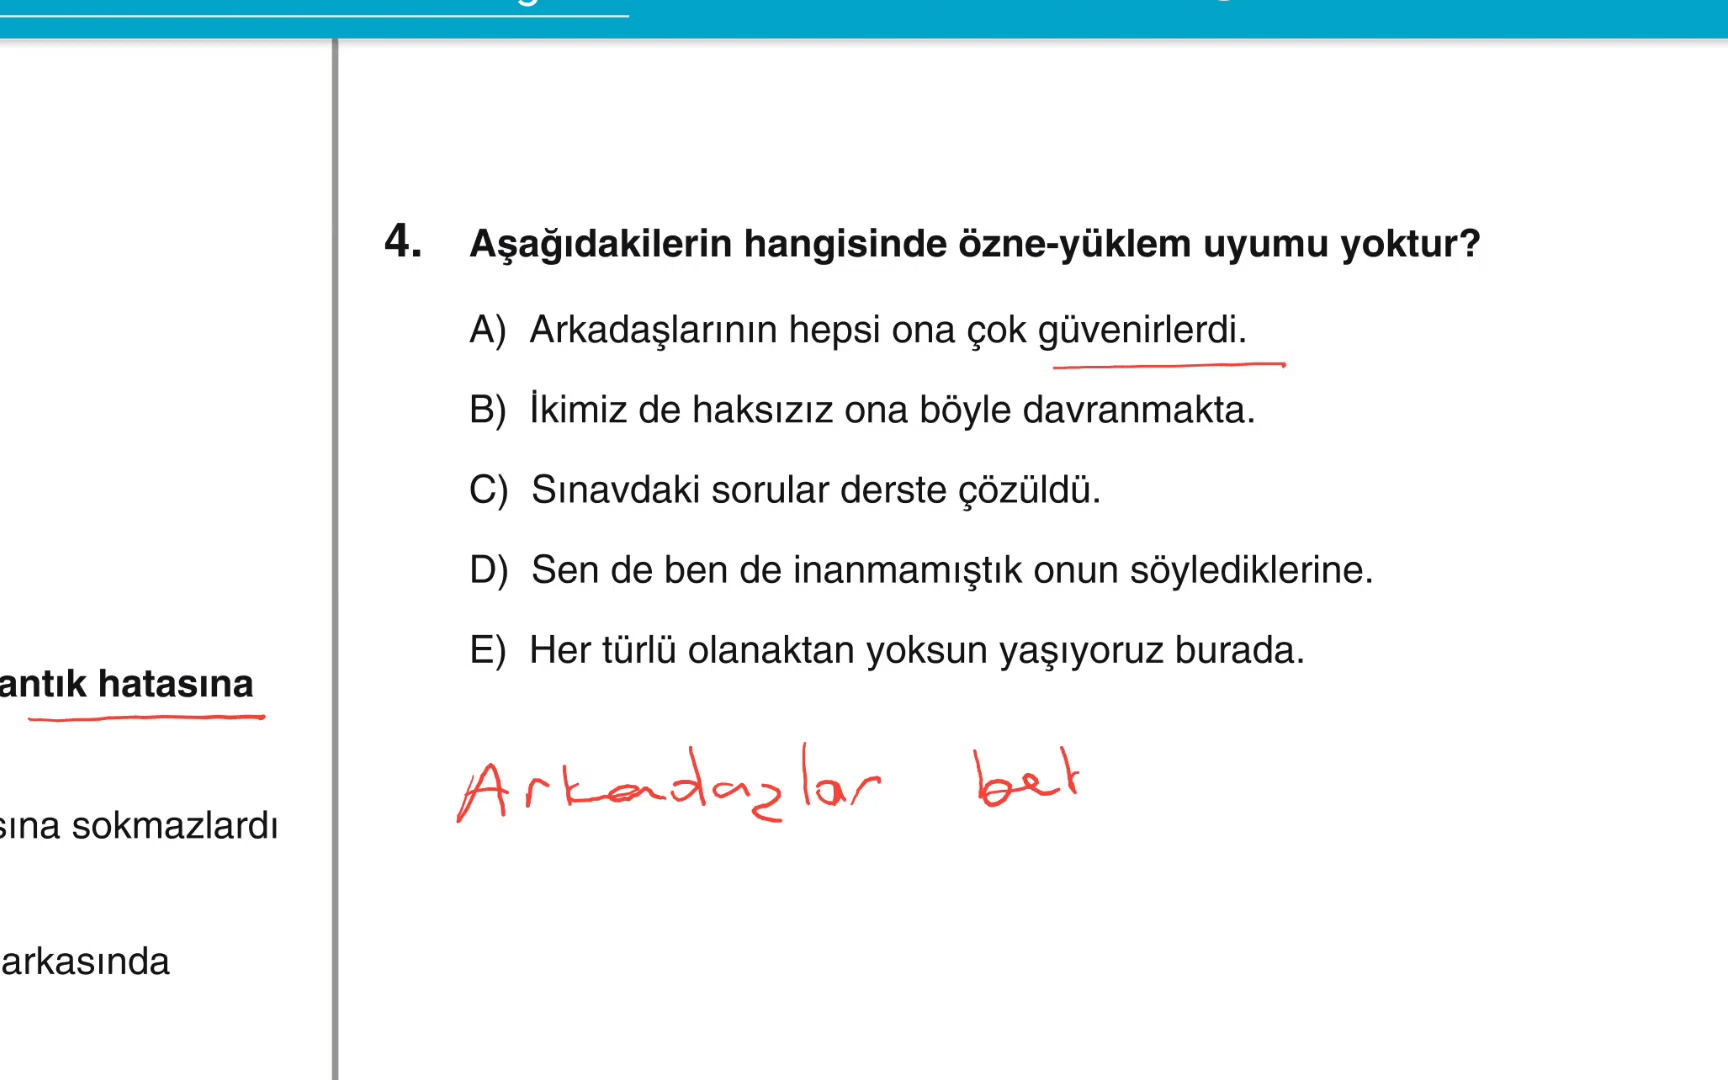 antık hatasına
sına sokmazlardı
arkasında
4. Aşağıdakilerin hangisinde özne-yüklem uyumu yoktur?
A) Arkadaşlarının hepsi ona çok güvenirlerdi.
B) İkimiz de haksızız ona böyle davranmakta.
C) Sınavdaki sorular derste çözüldü.
D) Sen de ben de inanmamıştık onun söylediklerine.
E) Her türlü olanaktan yoksun yaşıyoruz burada.
Arkadaşlar